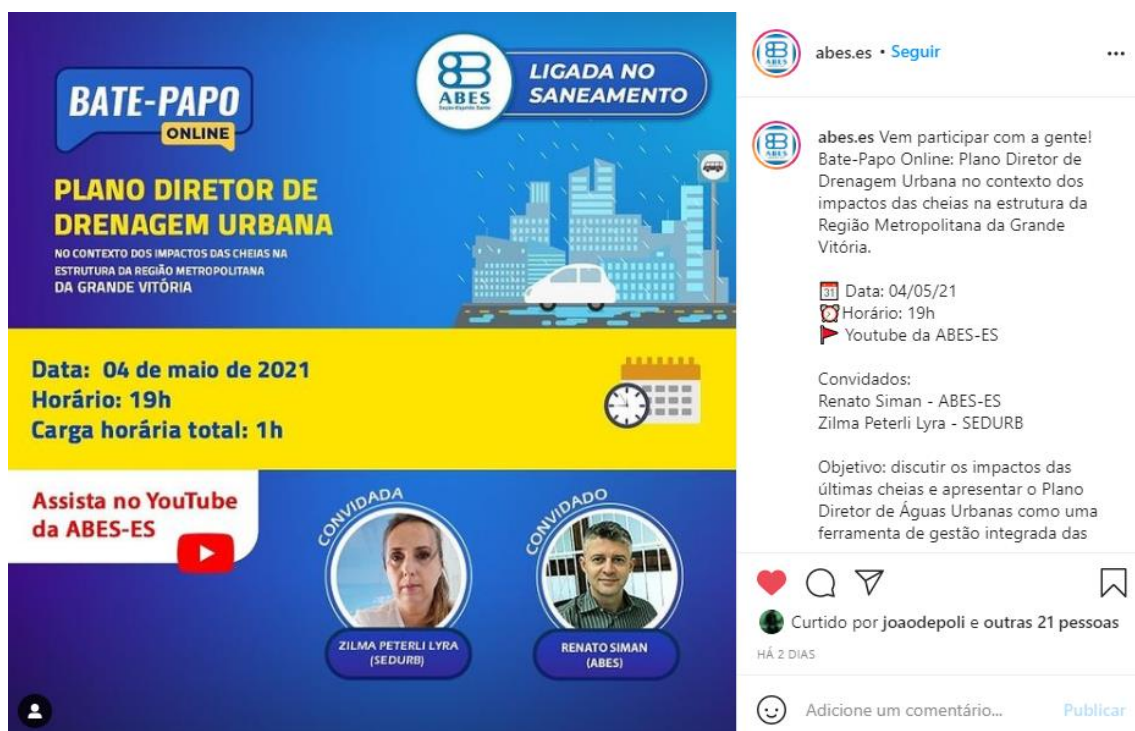 BATE-PAPO
ONLINE
ABES
LIGADA NO
SANEAMENTO
PLANO DIRETOR DE
DRENAGEM URBANA
NO CONTEXTO DOS IMPACTOS DAS CHEIAS NA
ESTRUTURA DA REGIÃO METROPOLITANA
DA GRANDE VITÓRIA
Data: 04 de maio de 2021
Horário: 19h
Carga horária total: 1h
Assista no YouTube
da ABES-ES
CONVIDADA
ZILMA PETERLI LYRA
(SEDURB)
CONVIDADO
RENATO SIMAN
(ABES)
abes.es • Seguir
abes.es Vem participar com a gente!
Bate-Papo Online: Plano Diretor de
Drenagem Urbana no contexto dos
impactos das cheias na estrutura da
Região Metropolitana da Grande
Vitória.
31 Data: 04/05/21
Horário: 19h
Youtube da ABES-ES
Convidados:
Renato Siman - ABES-ES
Zilma Peterli Lyra - SEDURB
Objetivo: discutir os impactos das
últimas cheias e apresentar o Plano
Diretor de Águas Urbanas como uma
ferramenta de gestão integrada das
Curtido por joaodepoli e outras 21 pessoas
HÁ 2 DIAS
Adicione um comentário... Publicar